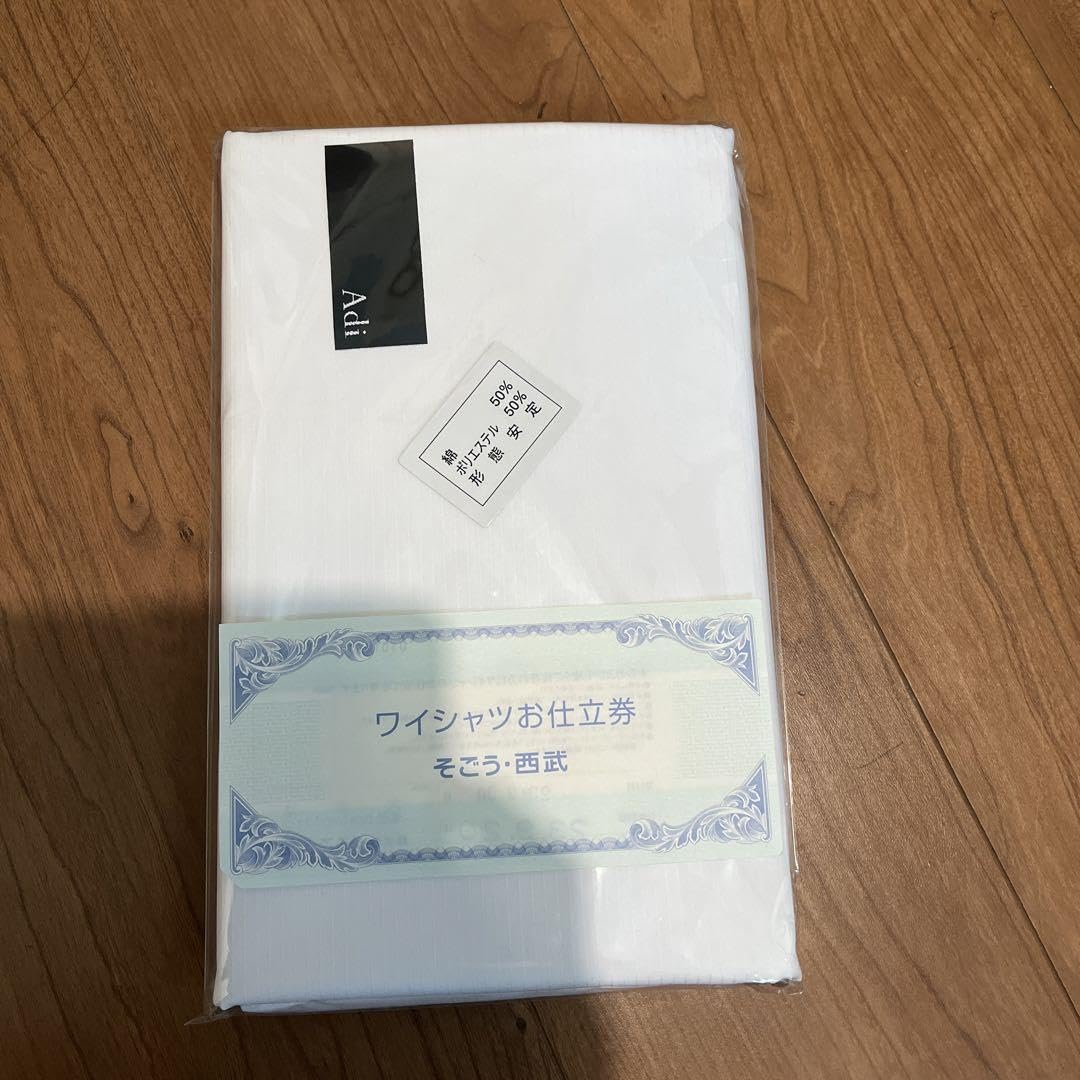 Adi
綿 50%
ポリエステル 50%
形態安定
ワイシャツお仕立券
そごう・西武